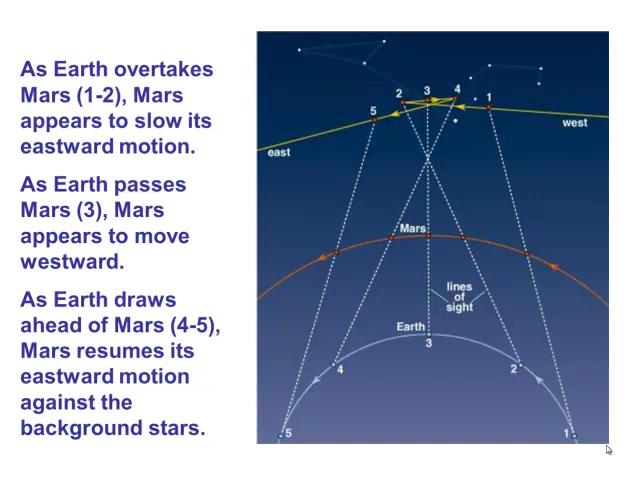 As Earth overtakes
Mars (1-2), Mars
appears to slow its
eastward motion.
As Earth passes
Mars (3), Mars
appears to move
westward.
As Earth draws
ahead of Mars (4-5),
Mars resumes its
eastward motion
against the
background stars.
5
2
3
4
1
east
west
Mars
lines
of
sight
Earth
3
4
2
5
1